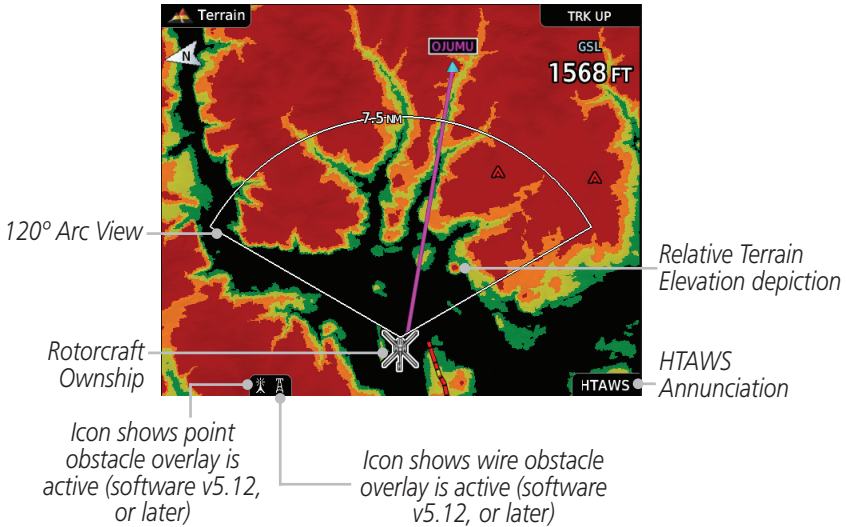 Terrain
TRK UP
N
OJUMU
GSL
1568 FT
7.5 NM
120º Arc View
Relative Terrain
Elevation depiction
Rotorcraft
Ownship
HTAWS
HTAWS
Annunciation
Icon shows point
obstacle overlay is
active (software v5.12,
or later)
Icon shows wire obstacle
overlay is active (software
v5.12, or later)